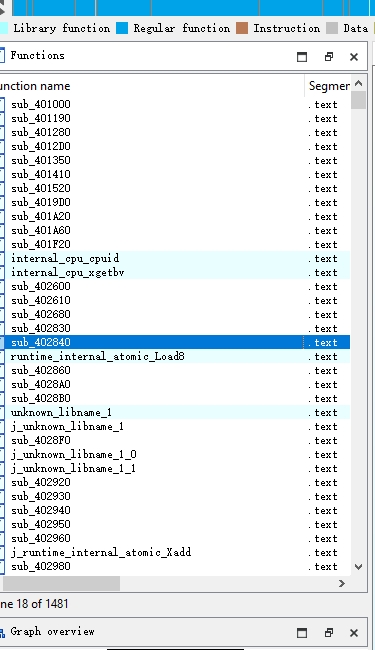 Library function Regular function Instruction Data
Functions
unction name Segmen
sub_401000 .text
sub_401190 .text
sub_401280 .text
sub_4012D0 .text
sub_401350 .text
sub_401410 .text
sub_401520 .text
sub_4019D0 .text
sub_401A20 .text
sub_401A60 .text
sub_401F20 .text
internal_cpu_cpuid .text
internal_cpu_xgetbv .text
sub_402600 .text
sub_402610 .text
sub_402680 .text
sub_402830 .text
sub_402840 .text
runtime_internal_atomic_Load8 .text
sub_402860 .text
sub_4028A0 .text
sub_4028B0 .text
unknown_libname_1 .text
j_unknown_libname_1 .text
sub_4028F0 .text
j_unknown_libname_1_0 .text
j_unknown_libname_1_1 .text
sub_402920 .text
sub_402930 .text
sub_402940 .text
sub_402950 .text
sub_402960 .text
j_runtime_internal_atomic_Xadd .text
sub_402980 .text
ne 18 of 1481
Graph overview